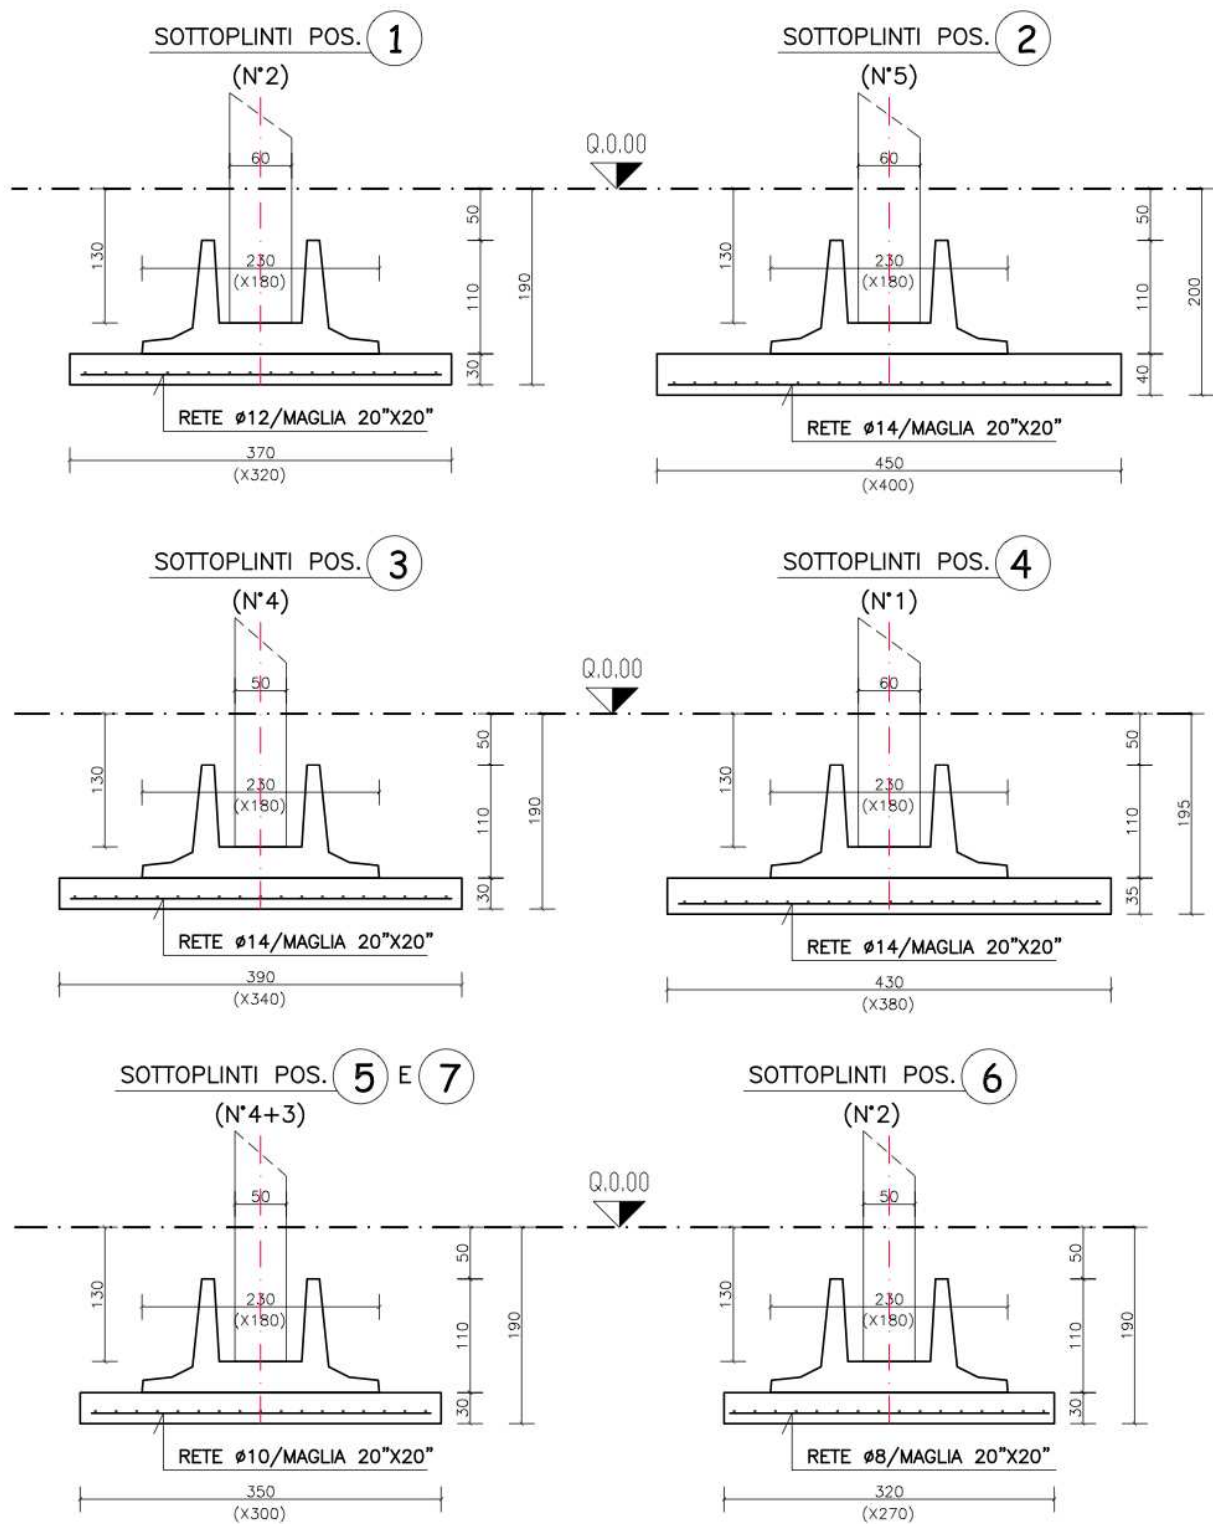 SOTTOPLINTI POS. 1
(N°2)
60
130
230
(X180)
50
110
30
190
RETE ø12/MAGLIA 20"X20"
370
(X320)
Q.0.00
SOTTOPLINTI POS. 2
(N°5)
60
130
230
(X180)
50
110
40
200
RETE ø14/MAGLIA 20"X20"
450
(X400)
SOTTOPLINTI POS. 3
(N°4)
50
130
230
(X180)
50
110
30
190
RETE ø14/MAGLIA 20"X20"
390
(X340)
Q.0.00
SOTTOPLINTI POS. 4
(N°1)
60
130
230
(X180)
50
110
35
195
RETE ø14/MAGLIA 20"X20"
430
(X380)
SOTTOPLINTI POS. 5 E 7
(N°4+3)
50
130
230
(X180)
50
110
30
190
RETE ø10/MAGLIA 20"X20"
350
(X300)
Q.0.00
SOTTOPLINTI POS. 6
(N°2)
50
130
230
(X180)
50
110
30
190
RETE ø8/MAGLIA 20"X20"
320
(X270)